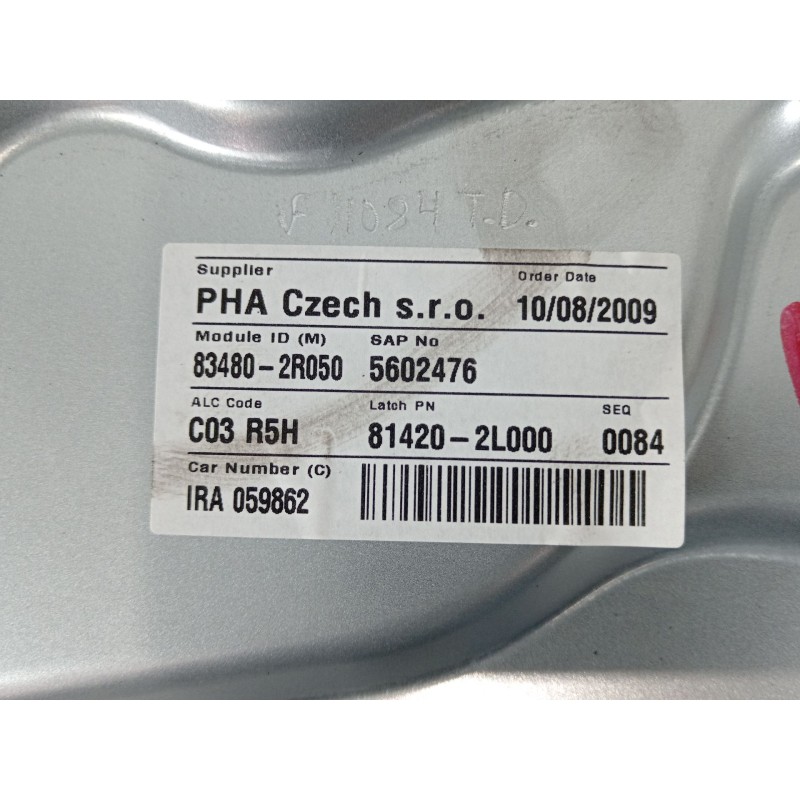 1084 T.D.
Supplier Order Date
PHA Czech s.r.o. 10/08/2009
Module ID (M) SAP No
83480-2R050 5602476
ALC Code Latch PN SEQ
C03 R5H 81420-2L000 0084
Car Number (C)
IRA 059862